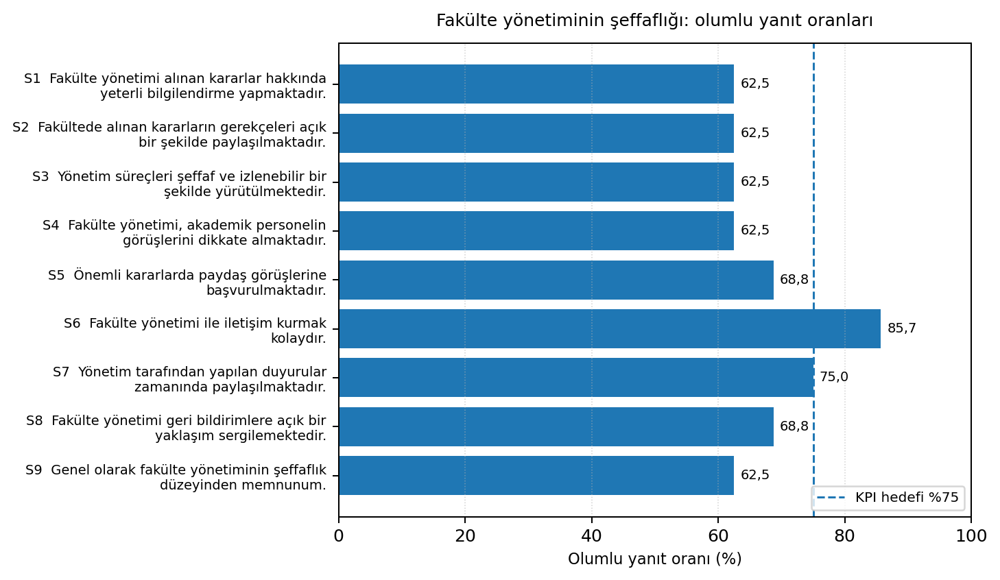 Fakülte yönetiminin şeffaflığı: olumlu yanıt oranları
S1  Fakülte yönetimi alınan kararlar hakkında
yeterli bilgilendirme yapmaktadır.
62,5
S2  Fakültede alınan kararların gerekçeleri açık
bir şekilde paylaşılmaktadır.
62,5
S3  Yönetim süreçleri şeffaf ve izlenebilir bir
şekilde yürütülmektedir.
62,5
S4  Fakülte yönetimi, akademik personelin
görüşlerini dikkate almaktadır.
62,5
S5  Önemli kararlarda paydaş görüşlerine
başvurulmaktadır.
68,8
S6  Fakülte yönetimi ile iletişim kurmak
kolaydır.
85,7
S7  Yönetim tarafından yapılan duyurular
zamanında paylaşılmaktadır.
75,0
S8  Fakülte yönetimi geri bildirimlere açık bir
yaklaşım sergilemektedir.
68,8
S9  Genel olarak fakülte yönetiminin şeffaflık
düzeyinden memnunum.
62,5
KPI hedefi %75
0 20 40 60 80 100
Olumlu yanıt oranı (%)